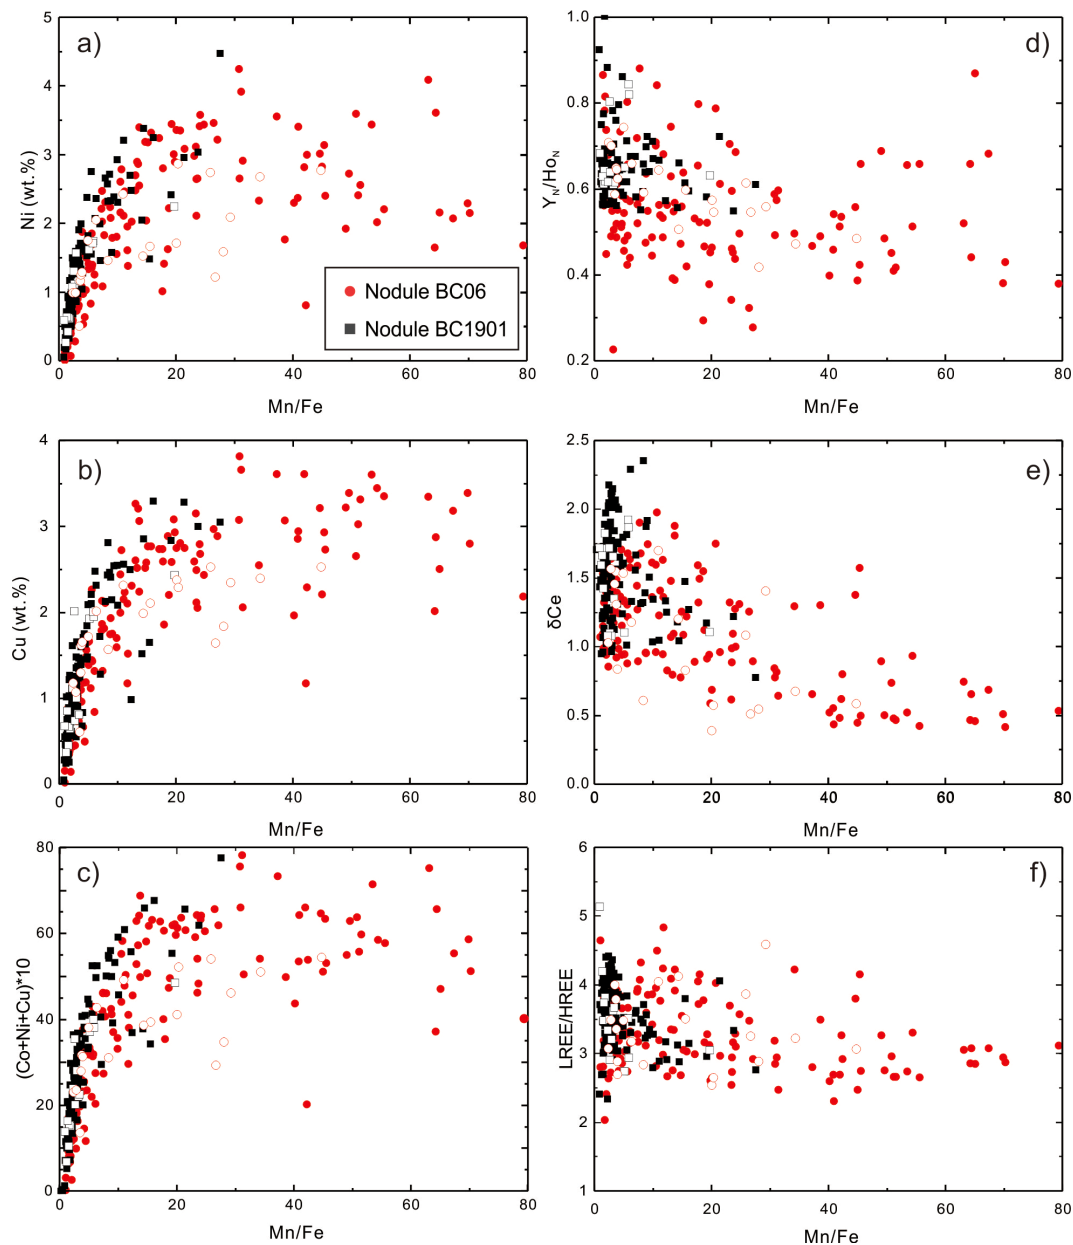 a)
5
4
3
2
1
0
Ni (wt.%)
0 20 40 60 80
Mn/Fe
Nodule BC06
Nodule BC1901
d)
1.0
0.8
0.6
0.4
0.2
Y_N/Ho_N
0 20 40 60 80
Mn/Fe
b)
4
3
2
1
0
Cu (wt.%)
0 20 40 60 80
Mn/Fe
e)
2.5
2.0
1.5
1.0
0.5
0.0
δCe
0 20 40 60 80
Mn/Fe
c)
80
60
40
20
0
(Co+Ni+Cu)*10
0 20 40 60 80
Mn/Fe
f)
6
5
4
3
2
1
LREE/HREE
0 20 40 60 80
Mn/Fe